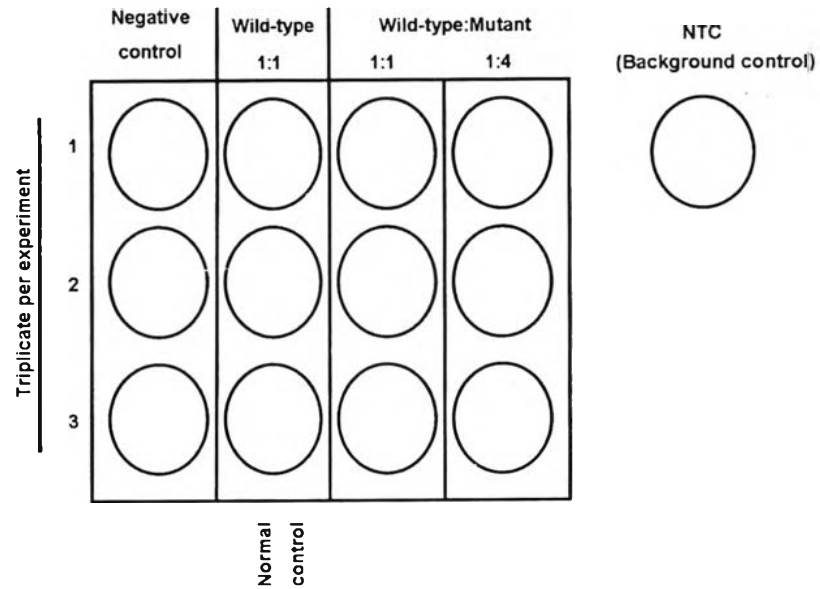 Negative
control
Wild-type
1:1
Wild-type:Mutant
1:1 1:4
NTC
(Background control)
Triplicate per experiment
1
2
3
Normal
control